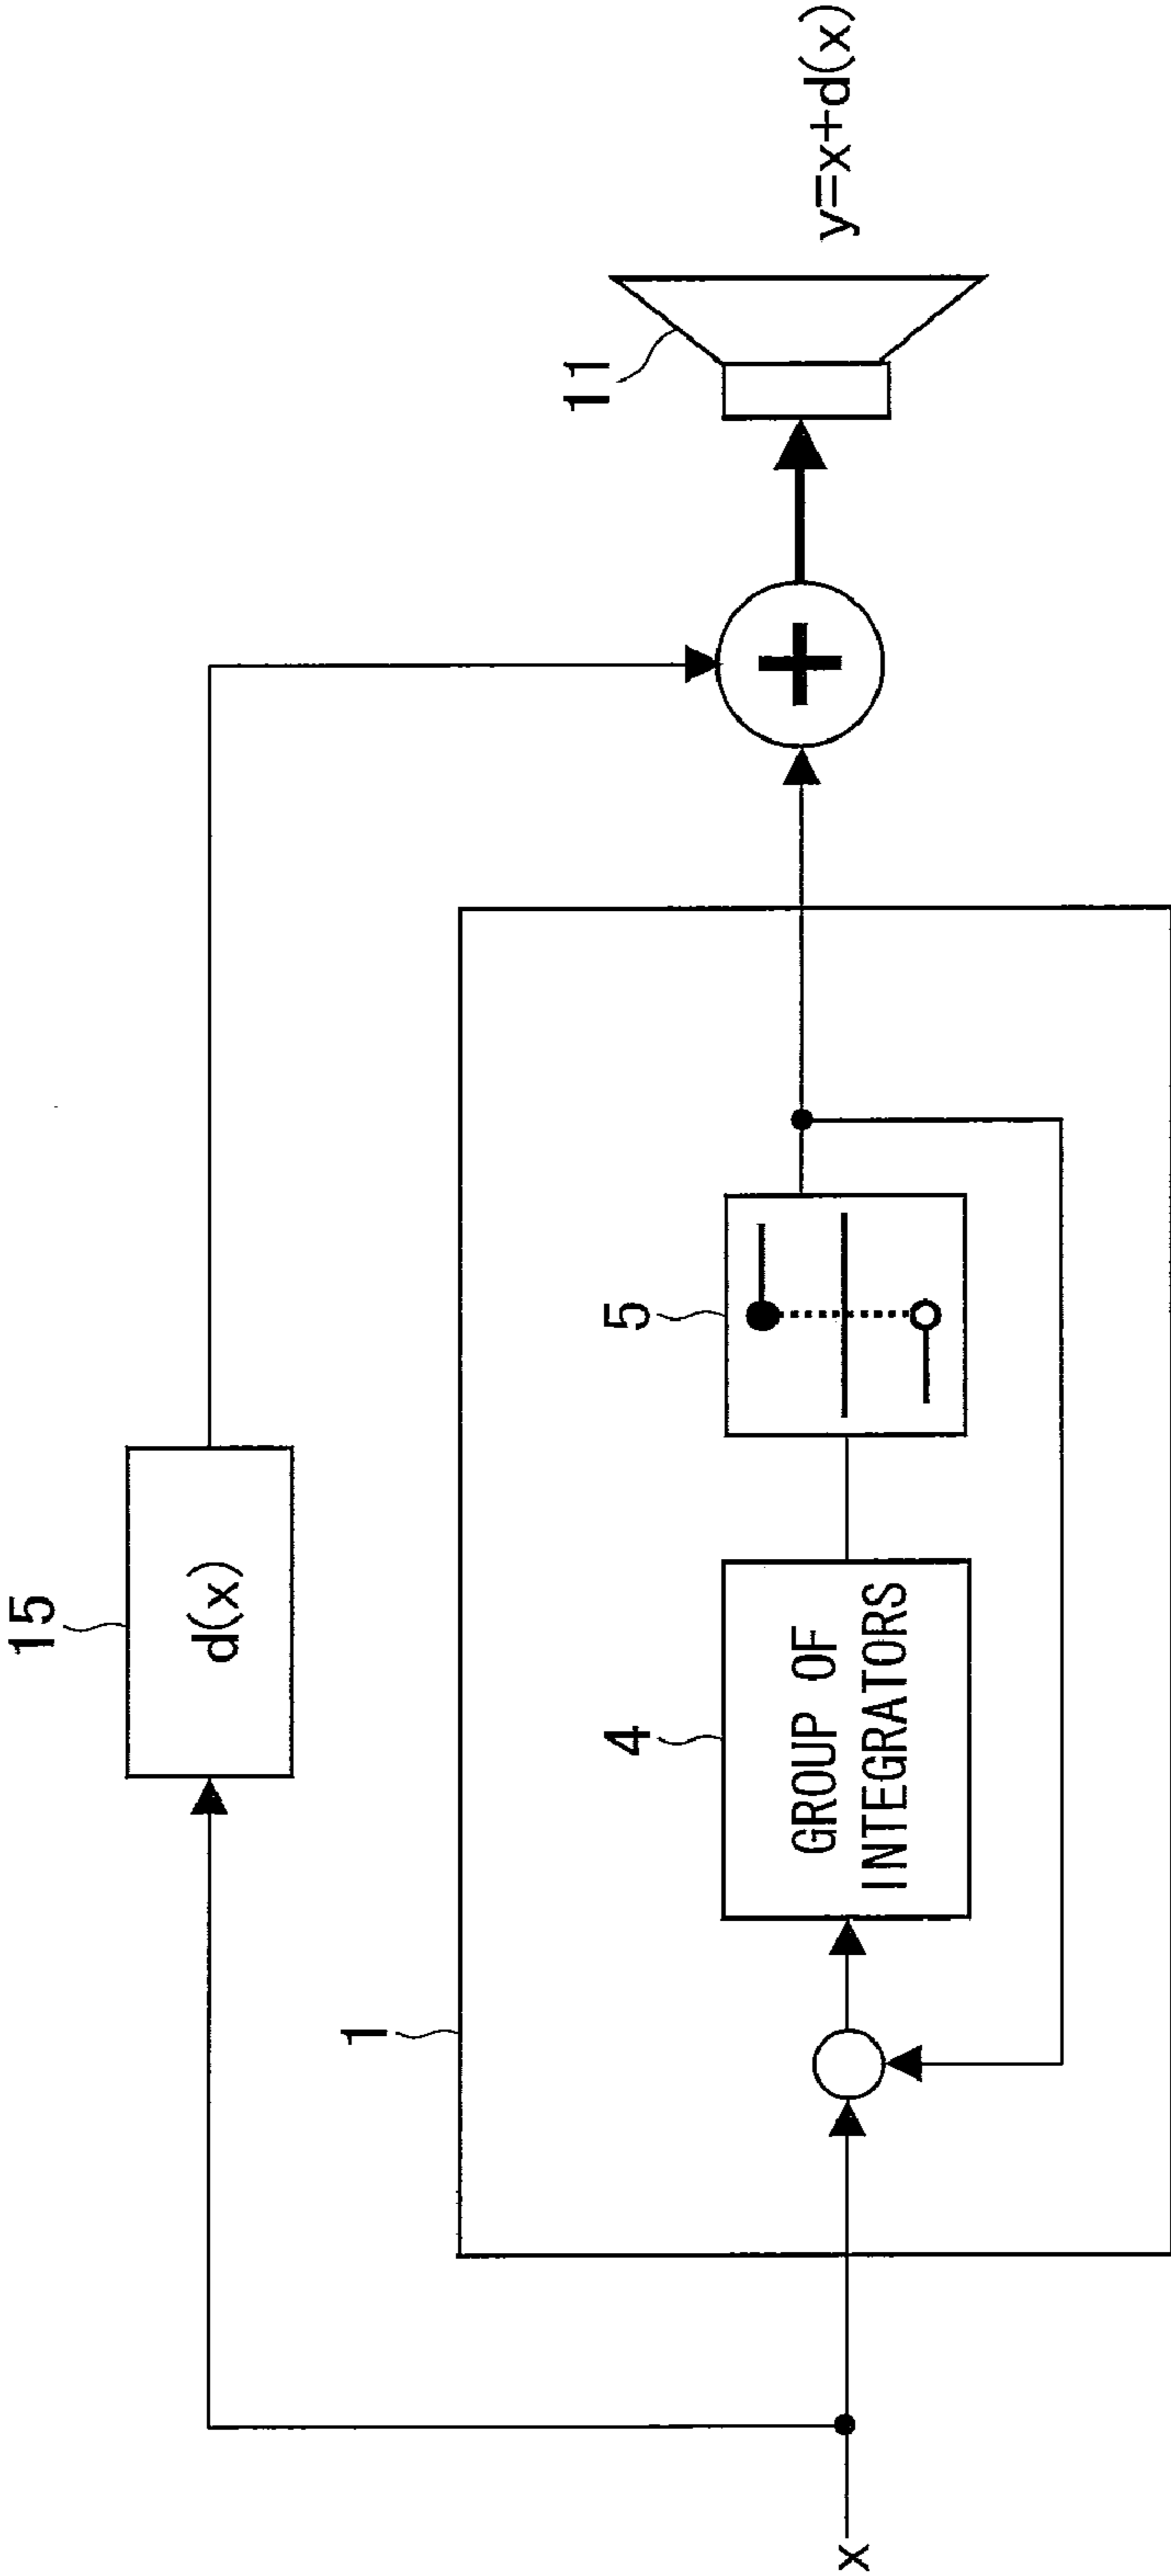 15
d(x)
11
y=x+d(x)
1
4
5
GROUP OF
INTEGRATORS
+
x